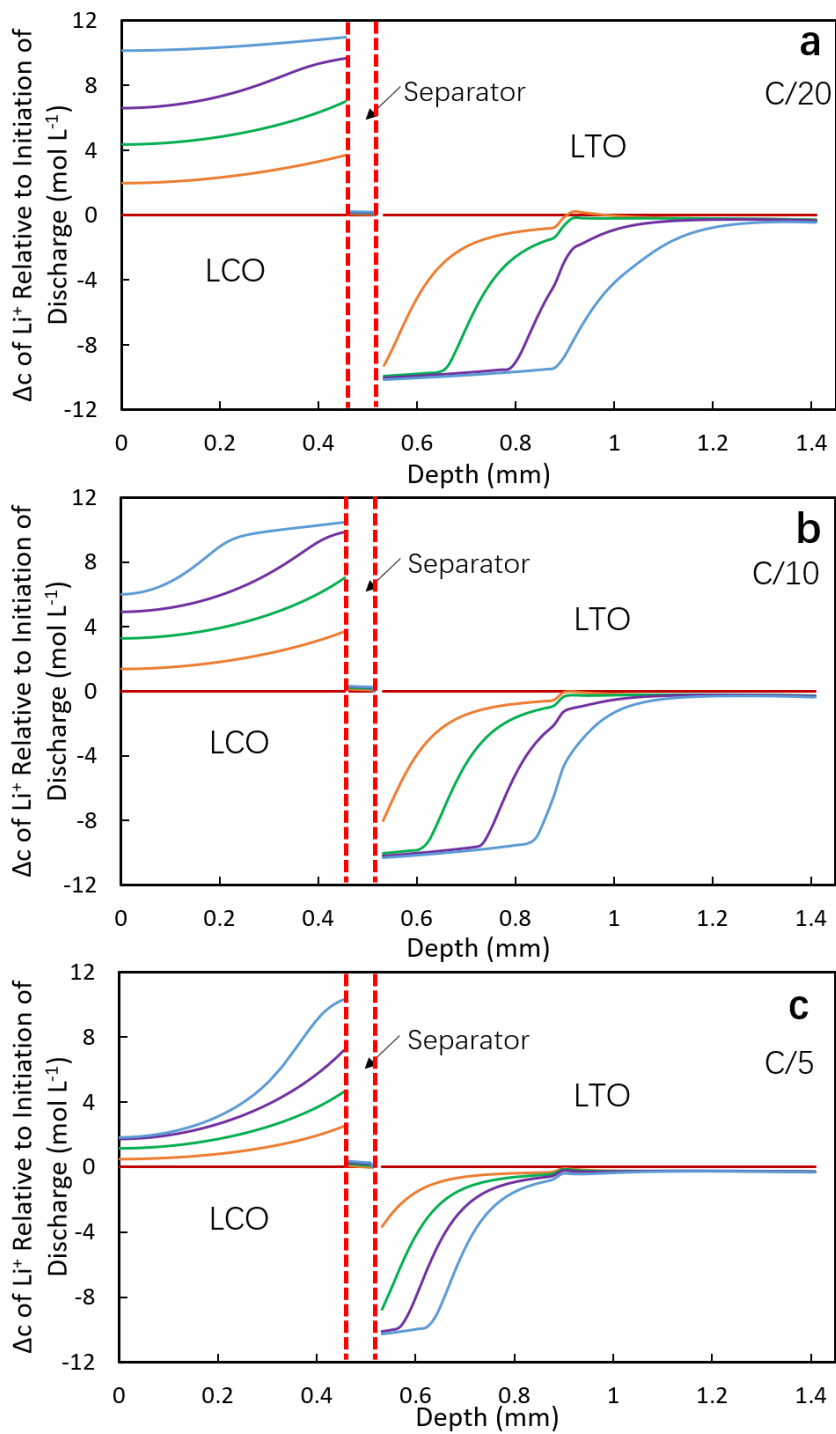 Δc of Li⁺ Relative to Initiation of
Discharge (mol L⁻¹)
12
8
4
0
-4
-8
-12
a
C/20
Separator
LTO
LCO
0
0.2
0.4
0.6
0.8
1
1.2
1.4
Depth (mm)
Δc of Li⁺ Relative to Initiation of
Discharge (mol L⁻¹)
12
8
4
0
-4
-8
-12
b
C/10
Separator
LTO
LCO
0
0.2
0.4
0.6
0.8
1
1.2
1.4
Depth (mm)
Δc of Li⁺ Relative to Initiation of
Discharge (mol L⁻¹)
12
8
4
0
-4
-8
-12
c
C/5
Separator
LTO
LCO
0
0.2
0.4
0.6
0.8
1
1.2
1.4
Depth (mm)